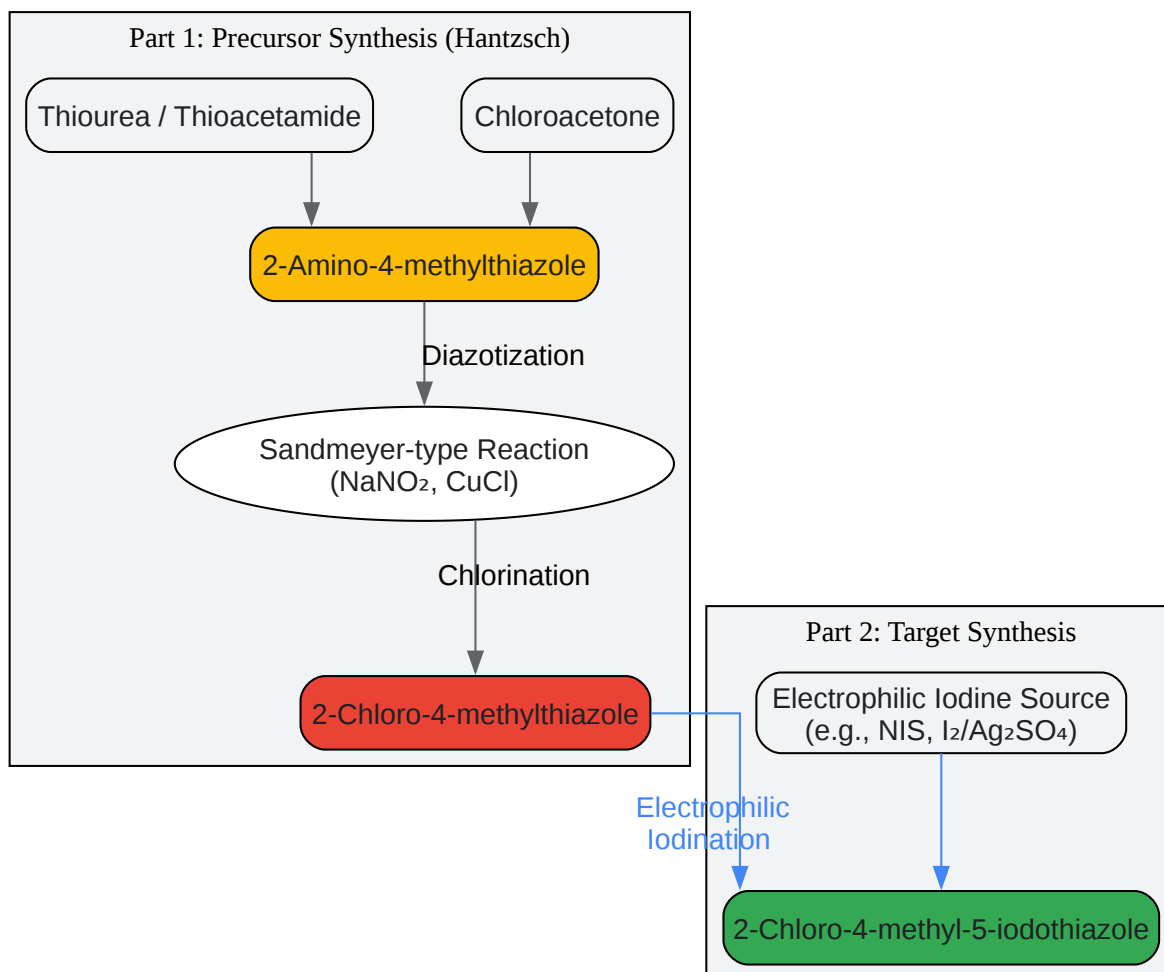 Part 1: Precursor Synthesis (Hantzsch)
Thiourea / Thioacetamide
Chloroacetone
2-Amino-4-methylthiazole
Diazotization
Sandmeyer-type Reaction
(NaNO₂, CuCl)
Chlorination
2-Chloro-4-methylthiazole
Part 2: Target Synthesis
Electrophilic Iodine Source
(e.g., NIS, I₂/Ag₂SO₄)
Electrophilic
Iodination
2-Chloro-4-methyl-5-iodothiazole